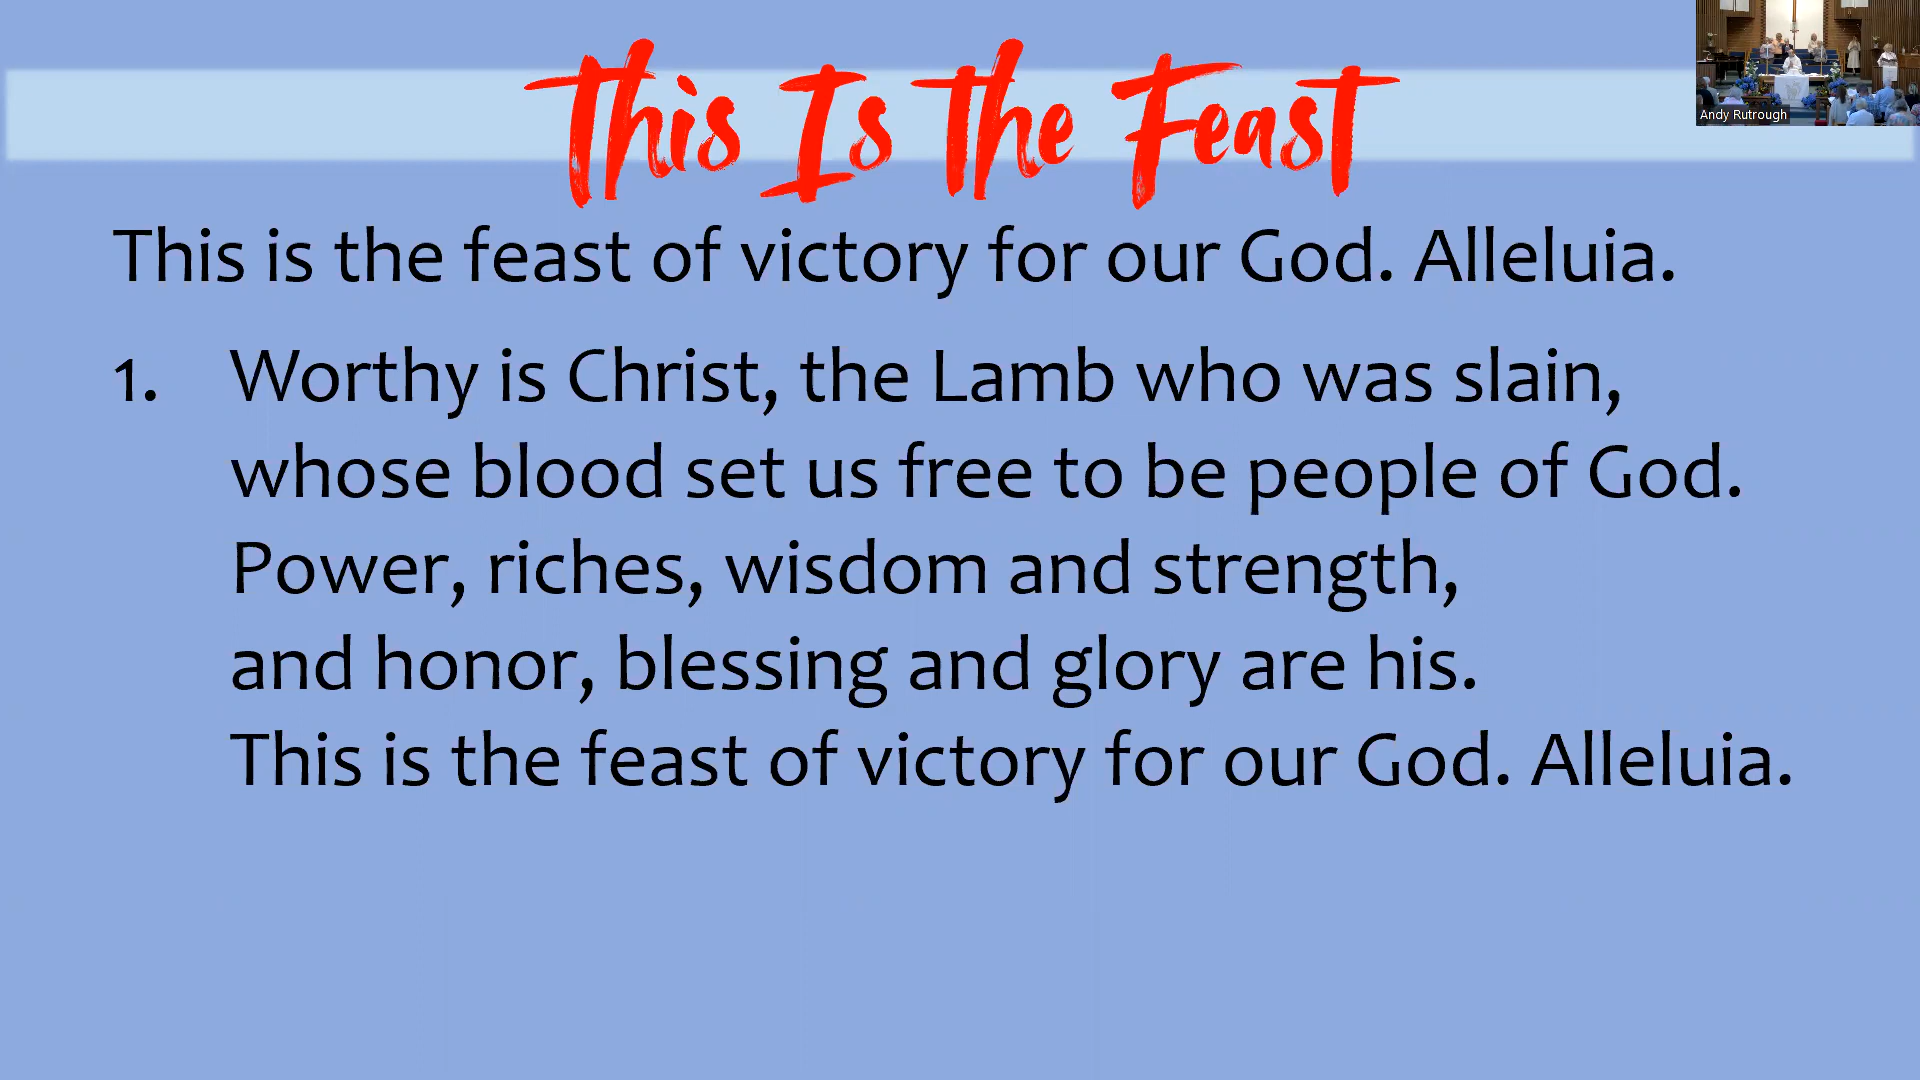 This Is the Feast
Andy Rutrough
This is the feast of victory for our God. Alleluia.
1. Worthy is Christ, the Lamb who was slain,
whose blood set us free to be people of God.
Power, riches, wisdom and strength,
and honor, blessing and glory are his.
This is the feast of victory for our God. Alleluia.